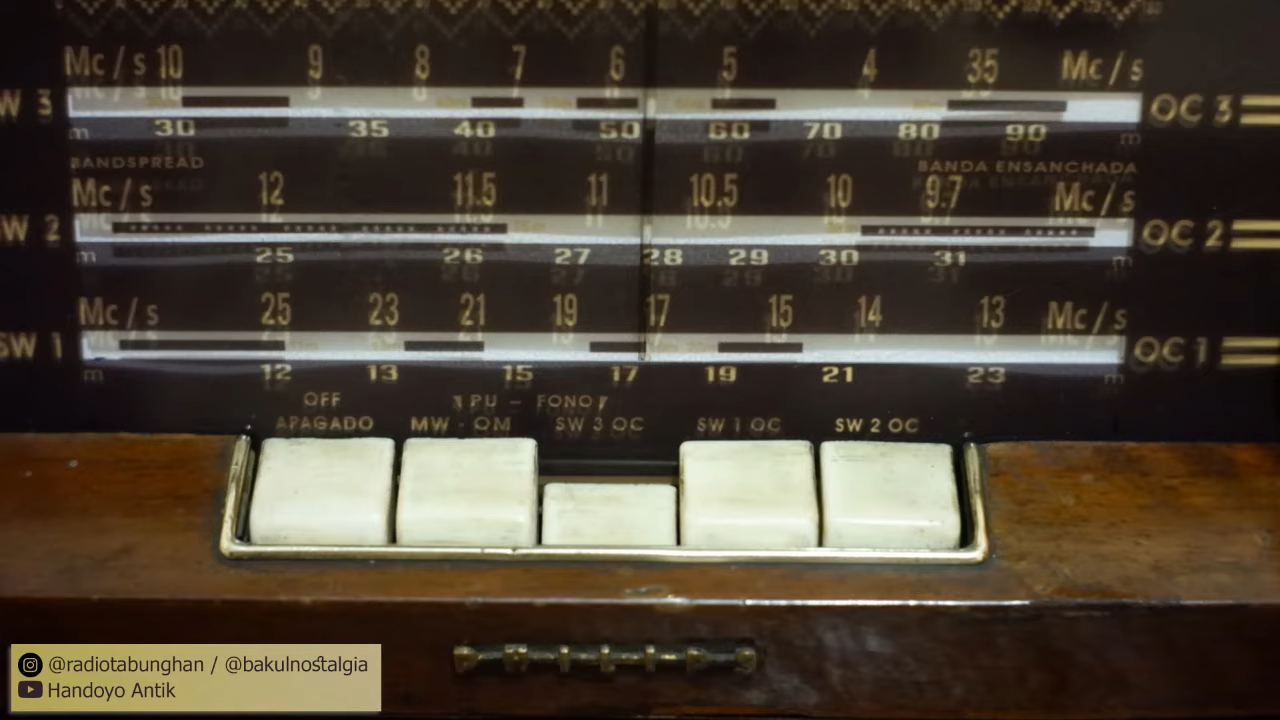 Mc/s 10 9 8 7 6 5 4 35 Mc/s
W 3 OC 3
m 30 35 40 50 60 70 80 90 m
BANDSPREAD BANDA ENSANCHADA
Mc/s 12 11.5 11 10.5 10 9.7 Mc/s
SW 2 OC 2
m 25 26 27 28 29 30 31 m
Mc/s 25 23 21 19 17 15 14 13 Mc/s
SW 1 OC 1
m 12 13 15 17 19 21 23 m
OFF PU - FONO
APAGADO MW - OM SW 3 OC SW 1 OC SW 2 OC
@radiotabunghan / @bakulnostalgia
Handoyo Antik